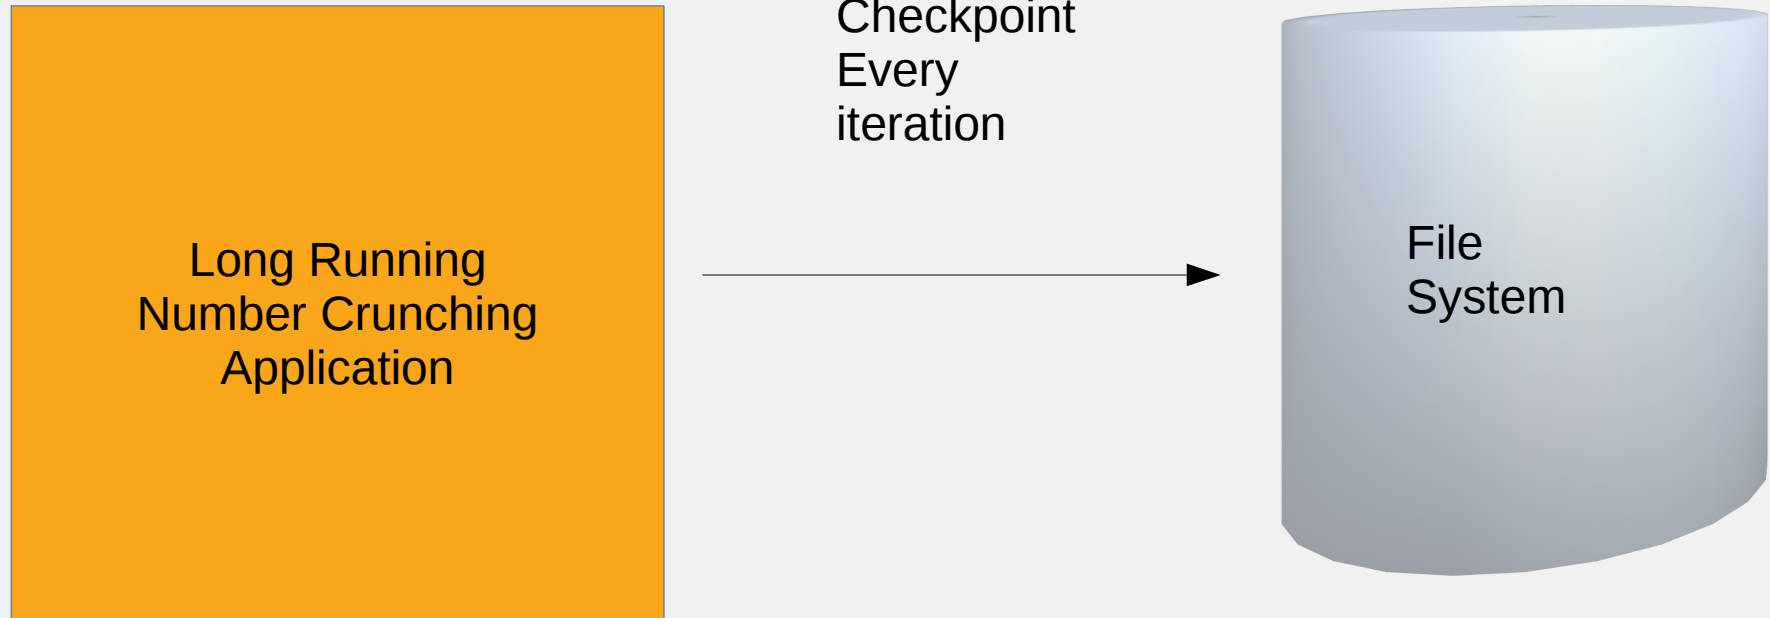 Long Running
Number Crunching
Application
Checkpoint
Every
iteration
File
System